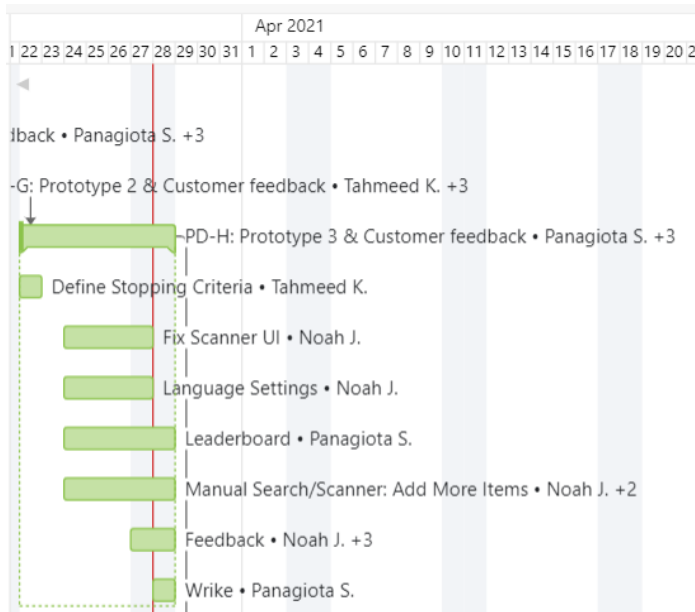 Apr 2021
22 23 24 25 26 27 28 29 30 31 1 2 3 4 5 6 7 8 9 10 11 12 13 14 15 16 17 18 19 20
• Panagiota S. +3
-G: Prototype 2 & Customer feedback • Tahmeed K. +3
PD-H: Prototype 3 & Customer feedback • Panagiota S. +3
Define Stopping Criteria • Tahmeed K.
Fix Scanner UI • Noah J.
Language Settings • Noah J.
Leaderboard • Panagiota S.
Manual Search/Scanner: Add More Items • Noah J. +2
Feedback • Noah J. +3
Wrike • Panagiota S.